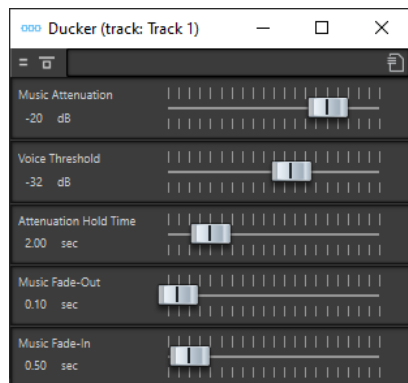 Ducker (track: Track 1)
Music Attenuation
-20 dB
Voice Threshold
-32 dB
Attenuation Hold Time
2.00 sec
Music Fade-Out
0.10 sec
Music Fade-In
0.50 sec